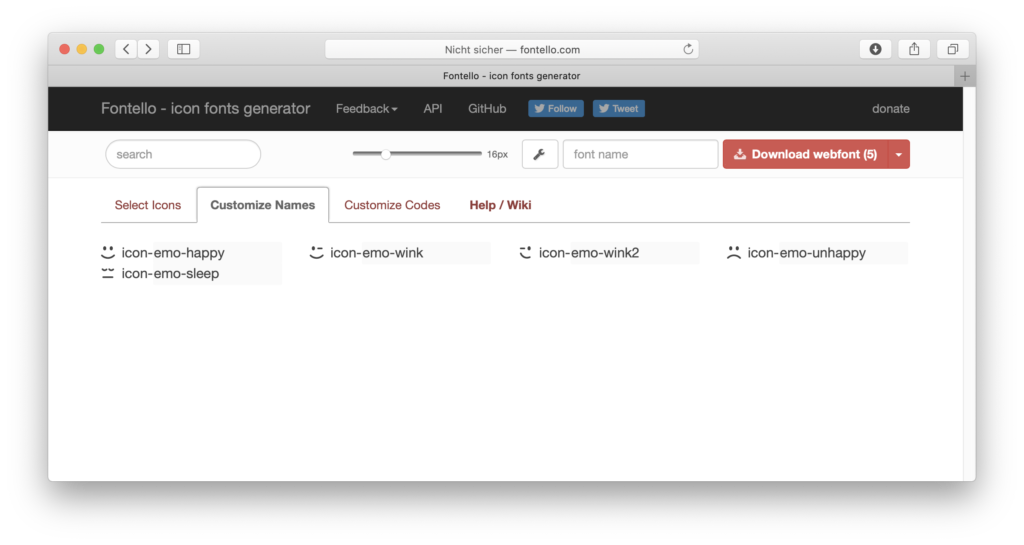 Nicht sicher — fontello.com
Fontello - icon fonts generator
Fontello - icon fonts generator Feedback API GitHub Follow Tweet donate
search 16px font name Download webfont (5)
Select Icons Customize Names Customize Codes Help / Wiki
icon-emo-happy icon-emo-wink icon-emo-wink2 icon-emo-unhappy
icon-emo-sleep